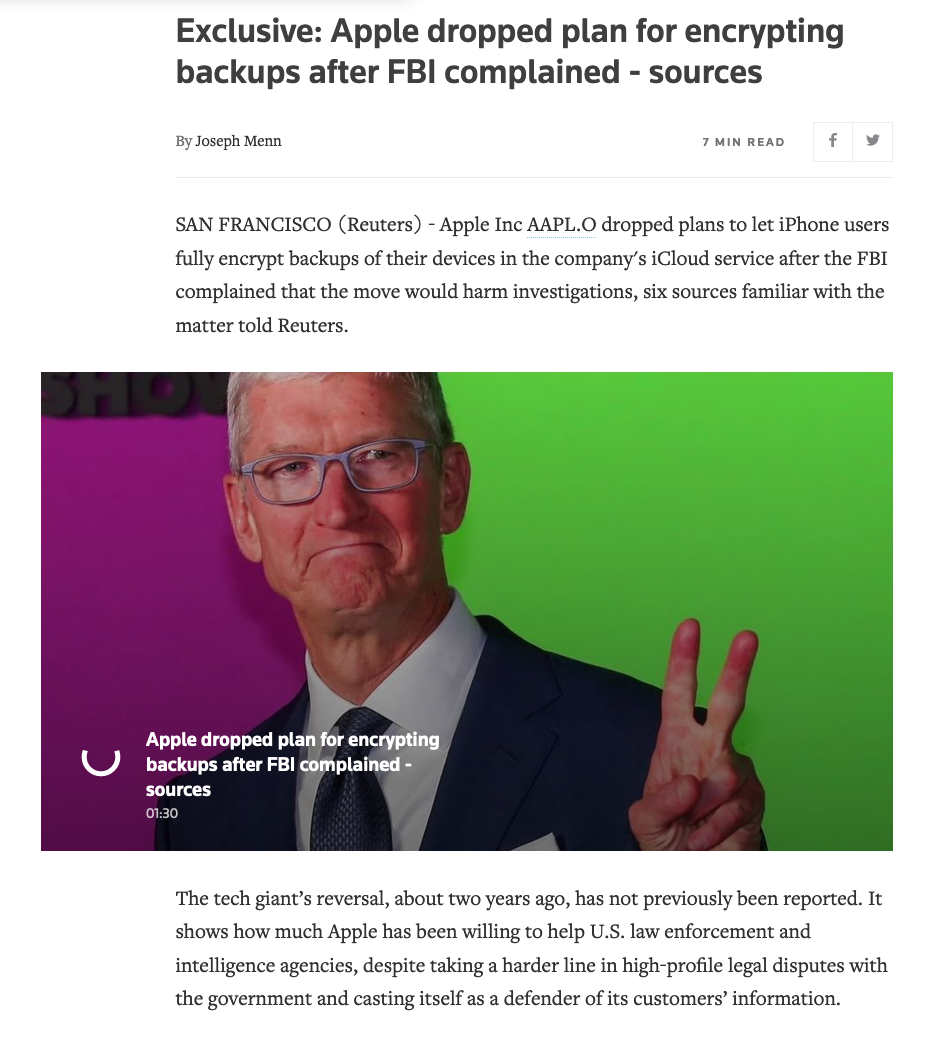 Exclusive: Apple dropped plan for encrypting
backups after FBI complained - sources
By Joseph Menn
7 MIN READ
SAN FRANCISCO (Reuters) - Apple Inc AAPL.O dropped plans to let iPhone users
fully encrypt backups of their devices in the company's iCloud service after the FBI
complained that the move would harm investigations, six sources familiar with the
matter told Reuters.
SHOW
Apple dropped plan for encrypting
backups after FBI complained -
sources
01:30
The tech giant’s reversal, about two years ago, has not previously been reported. It
shows how much Apple has been willing to help U.S. law enforcement and
intelligence agencies, despite taking a harder line in high-profile legal disputes with
the government and casting itself as a defender of its customers’ information.